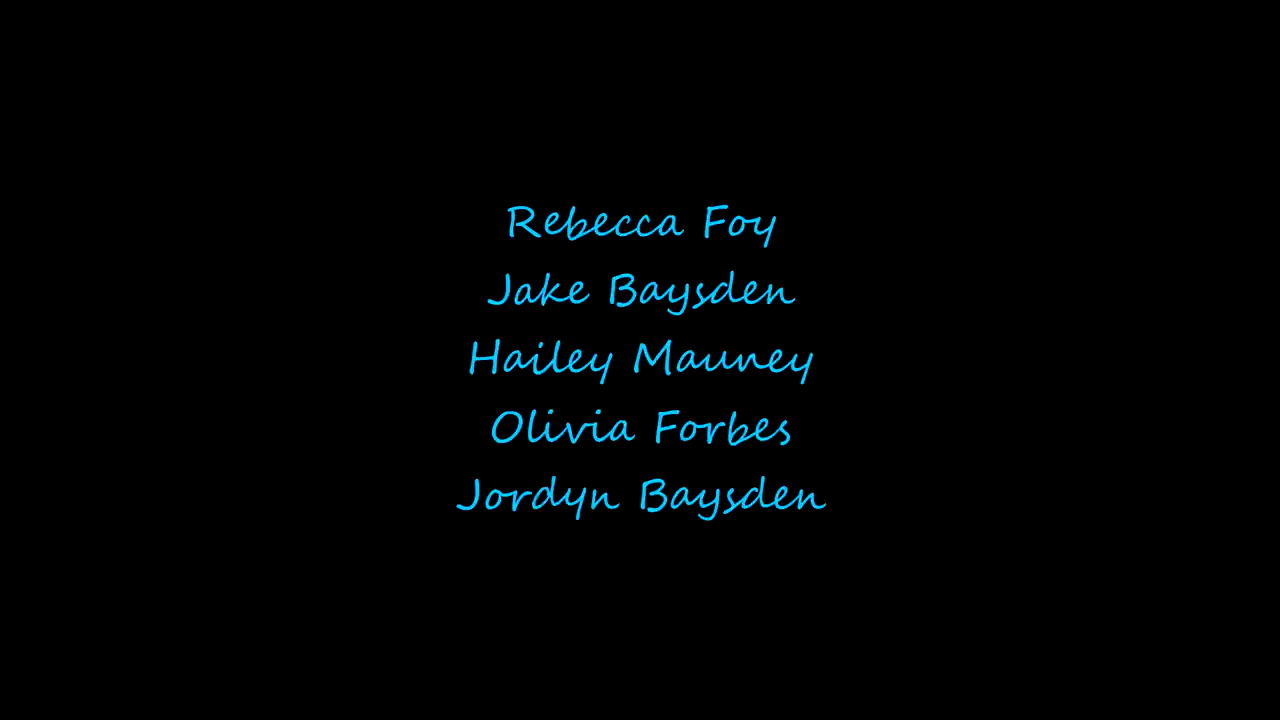 Rebecca Foy
Jake Baysden
Hailey Mauney
Olivia Forbes
Jordyn Baysden